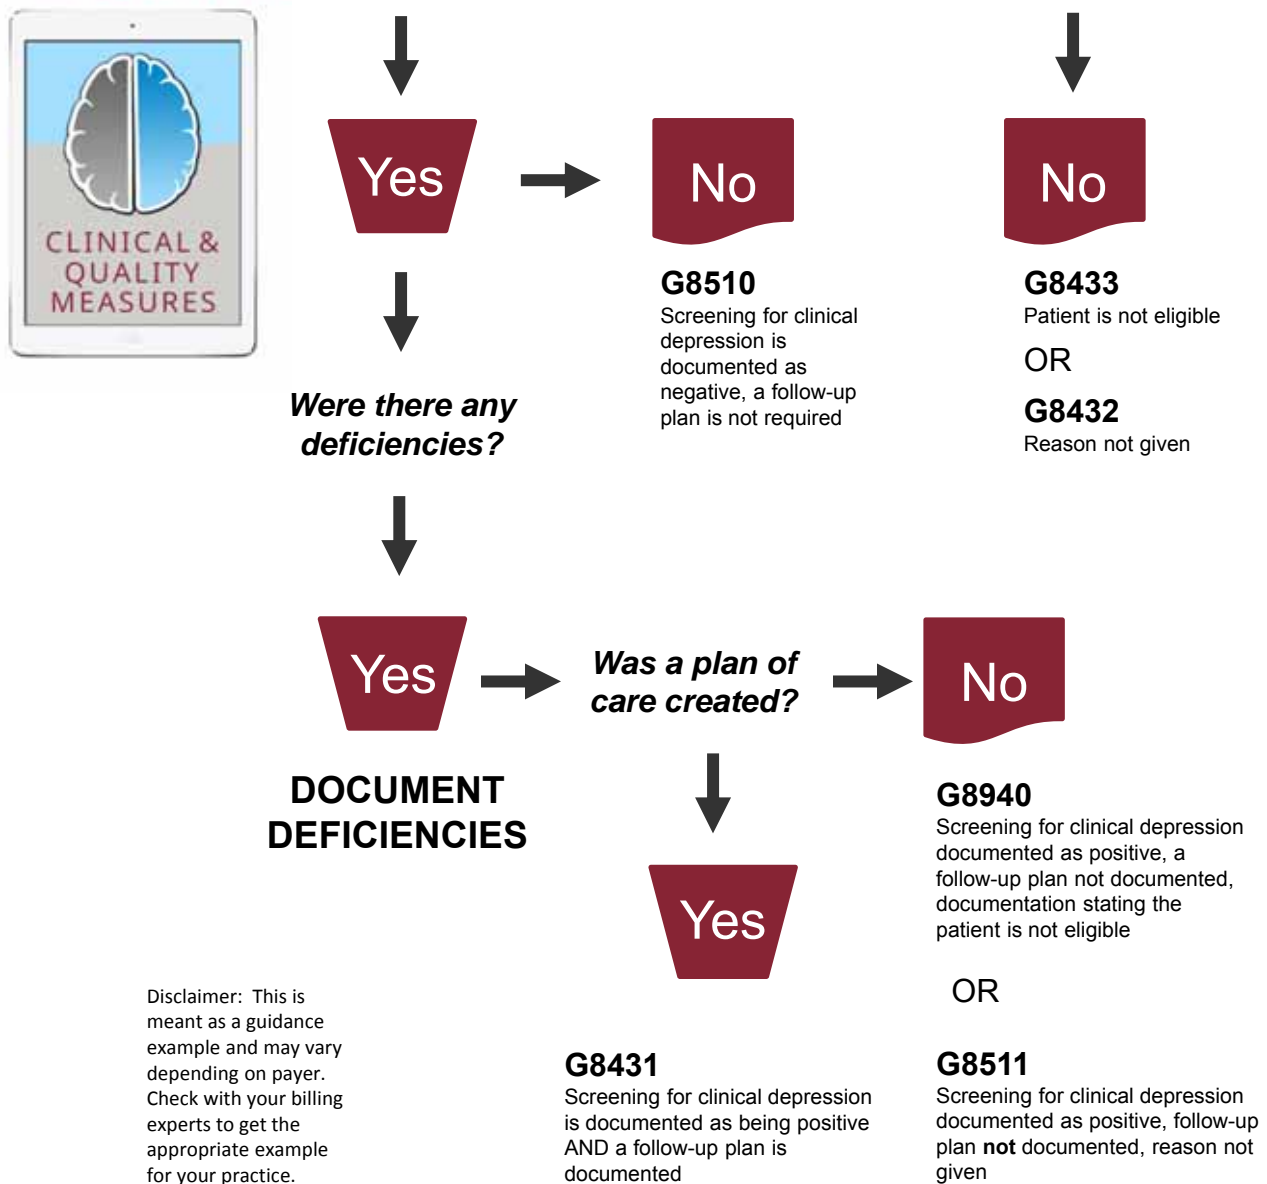 CLINICAL &
QUALITY
MEASURES
Yes
No
No
G8510
Screening for clinical
depression is
documented as
negative, a follow-up
plan is not required
G8433
Patient is not eligible
OR
G8432
Reason not given
Were there any
deficiencies?
Yes
Was a plan of
care created?
No
DOCUMENT
DEFICIENCIES
Yes
G8940
Screening for clinical depression
documented as positive, a
follow-up plan not documented,
documentation stating the
patient is not eligible
OR
G8511
Screening for clinical depression
documented as positive, follow-up
plan not documented, reason not
given
G8431
Screening for clinical depression
is documented as being positive
AND a follow-up plan is
documented
Disclaimer: This is
meant as a guidance
example and may vary
depending on payer.
Check with your billing
experts to get the
appropriate example
for your practice.